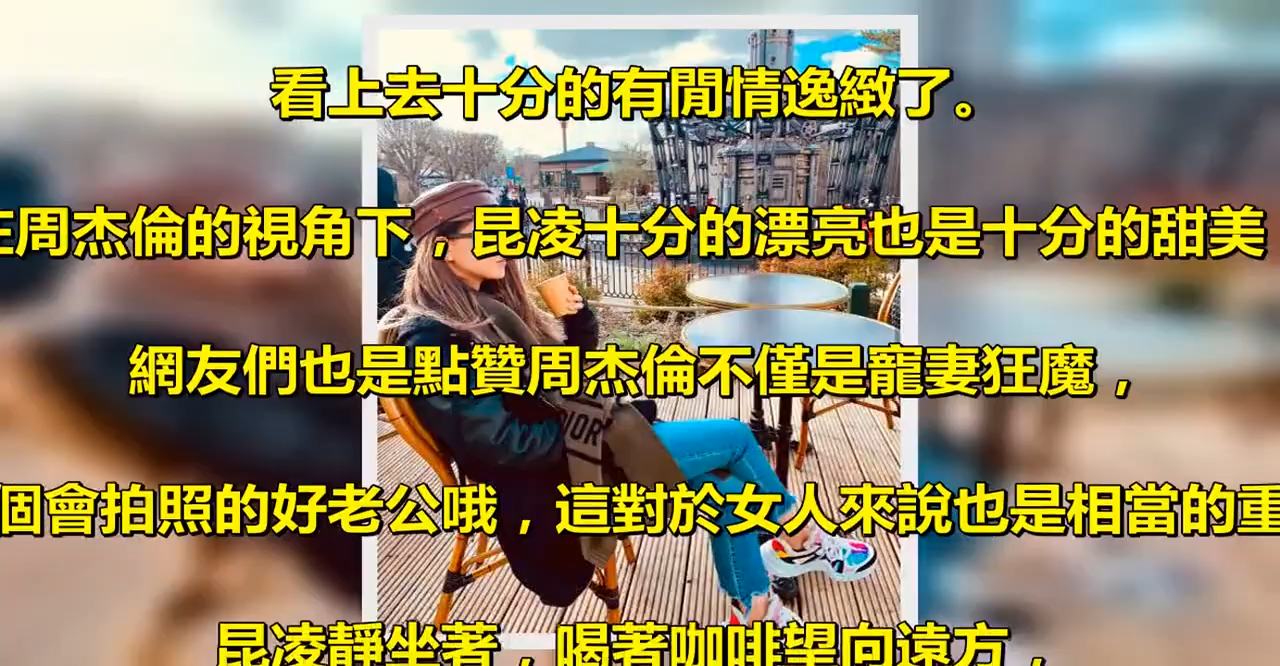 看上去十分的有閒情逸緻了。
在周杰倫的視角下，昆凌十分的漂亮也是十分的甜美
網友們也是點贊周杰倫不僅是寵妻狂魔，
個會拍照的好老公哦，這對於女人來說也是相當的重
DIOR
昆凌靜坐著，喝著咖啡望向遠方，